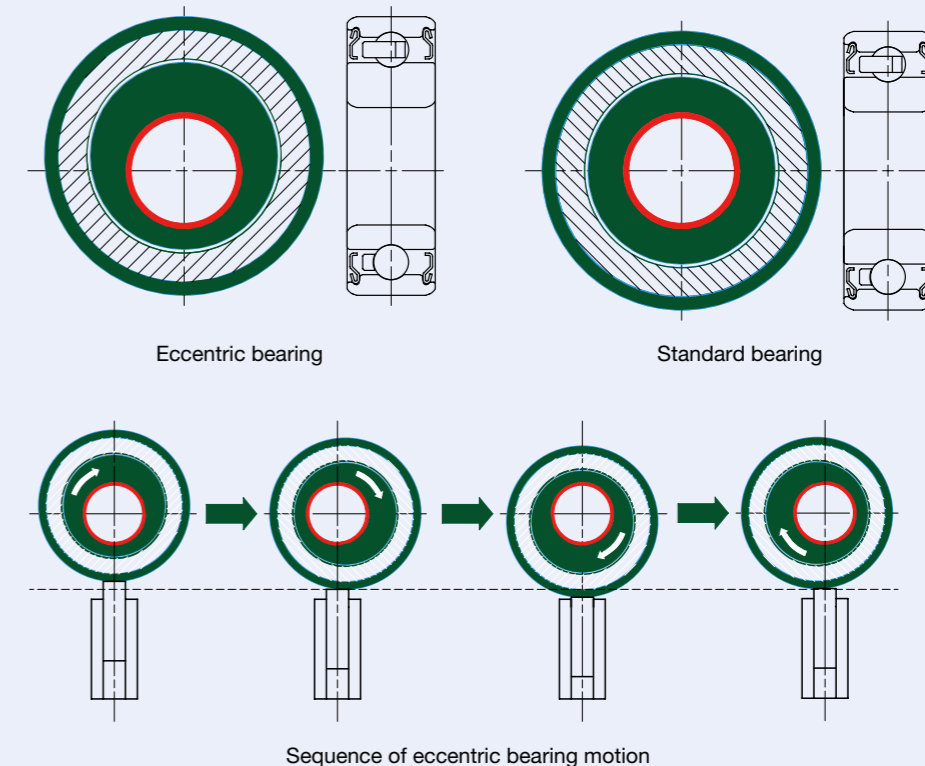 Eccentric bearing
Standard bearing
Sequence of eccentric bearing motion